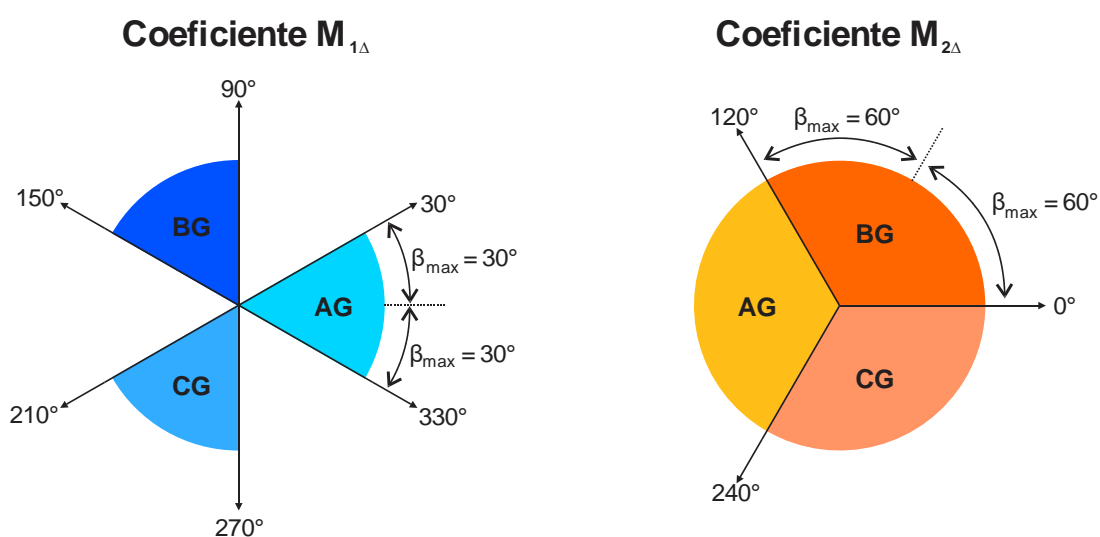 Coeficiente M1Δ
90°
150°
BG
30°
βmax = 30°
AG
βmax = 30°
CG
210°
330°
270°
Coeficiente M2Δ
120°
βmax = 60°
βmax = 60°
BG
AG
0°
CG
240°